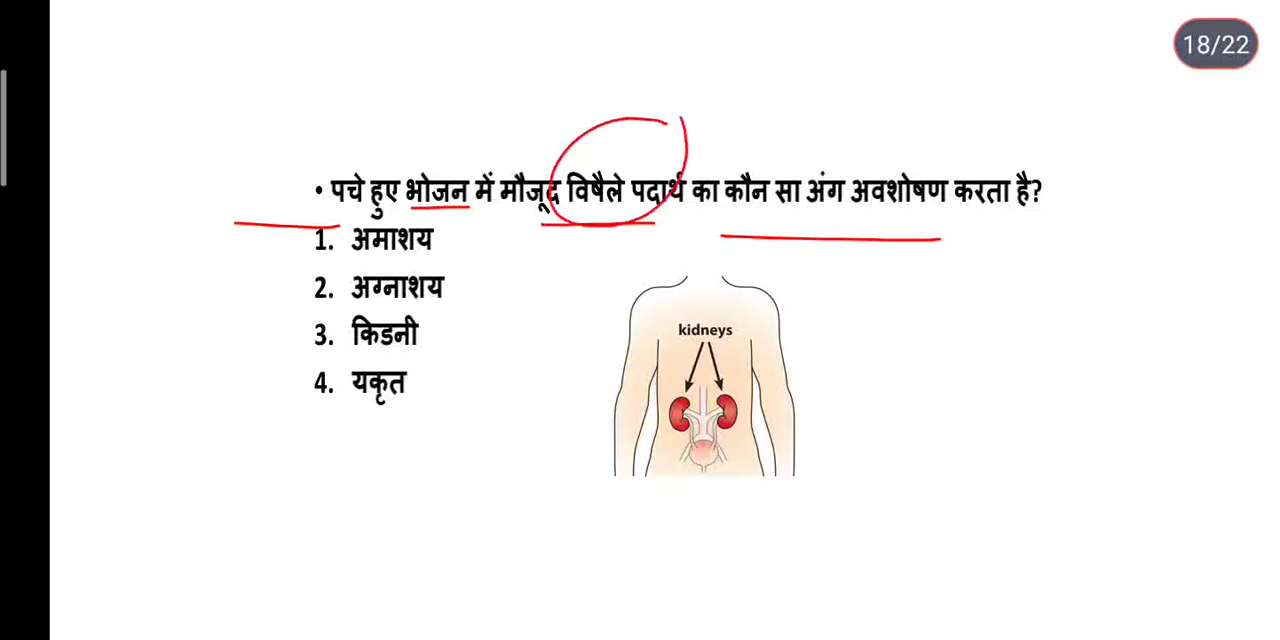 18/22
• पचे हुए भोजन में मौजूद विषैले पदार्थ का कौन सा अंग अवशोषण करता है?
1. अमाशय
2. अग्नाशय
3. किडनी
4. यकृत
kidneys